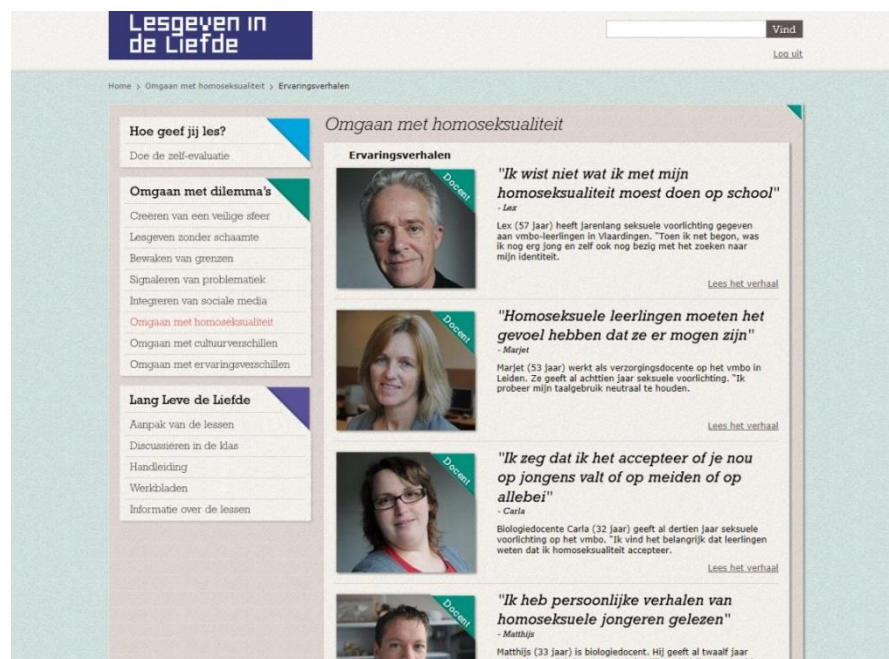 Lesgeven in
de Liefde
Vind
Log uit
Home > Omgaan met homoseksualiteit > Ervaringsverhalen
Hoe geef jij les?
Doe de zelf-evaluatie
Omgaan met dilemma's
Creëren van een veilige sfeer
Lesgeven zonder schaamte
Bewaken van grenzen
Signaleren van problematiek
Integreren van sociale media
Omgaan met homoseksualiteit
Omgaan met cultuurverschillen
Omgaan met ervaringsverschillen
Lang Leve de Liefde
Aanpak van de lessen
Discussiëren in de klas
Handleiding
Werkbladen
Informatie over de lessen
Omgaan met homoseksualiteit
Ervaringsverhalen
Docent
"Ik wist niet wat ik met mijn
homoseksualiteit moest doen op school"
- Lex
Lex (57 jaar) heeft jarenlang seksuele voorlichting gegeven
aan vmbo-leerlingen in Vlaardingen. "Toen ik net begon, was
ik nog erg jong en zelf ook nog bezig met het zoeken naar
mijn identiteit.
Lees het verhaal
Docent
"Homoseksuele leerlingen moeten het
gevoel hebben dat ze er mogen zijn"
- Marjet
Marjet (53 jaar) werkt als verzorgingsdocente op het vmbo in
Leiden. Ze geeft al achttien jaar seksuele voorlichting. "Ik
probeer mijn taalgebruik neutraal te houden.
Lees het verhaal
Docent
"Ik zeg dat ik het accepteer of je nou
op jongens valt of op meiden of op
allebei"
- Carla
Biologiedocente Carla (32 jaar) geeft al dertien jaar seksuele
voorlichting op het vmbo. "Ik vind het belangrijk dat leerlingen
weten dat ik homoseksualiteit accepteer.
Lees het verhaal
Docent
"Ik heb persoonlijke verhalen van
homoseksuele jongeren gelezen"
- Matthijs
Matthijs (33 jaar) is biologiedocent. Hij geeft al twaalf jaar